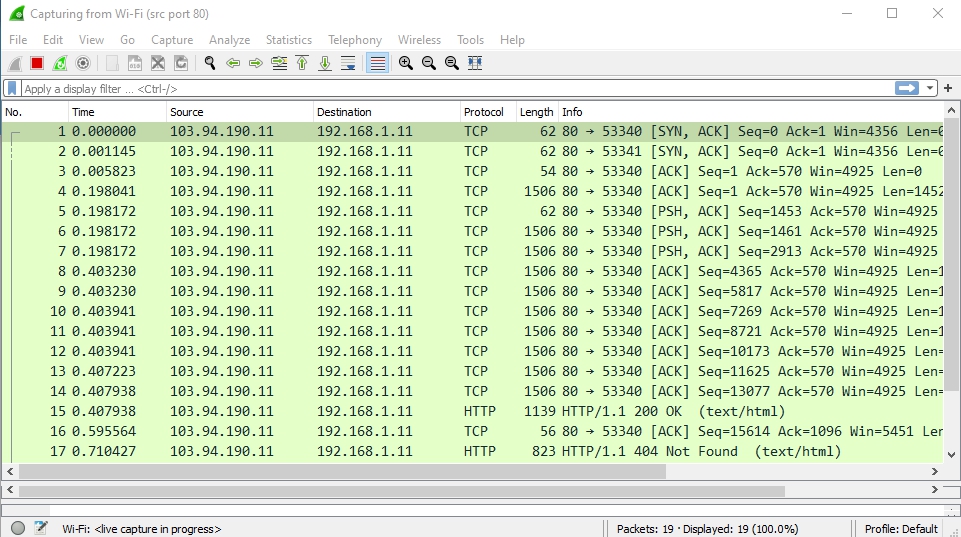 Capturing from Wi-Fi (src port 80)
File Edit View Go Capture Analyze Statistics Telephony Wireless Tools Help
Apply a display filter ... <Ctrl-/>
No. Time Source Destination Protocol Length Info
1 0.000000 103.94.190.11 192.168.1.11 TCP 62 80 → 53340 [SYN, ACK] Seq=0 Ack=1 Win=4356 Len=0
2 0.001145 103.94.190.11 192.168.1.11 TCP 62 80 → 53341 [SYN, ACK] Seq=0 Ack=1 Win=4356 Len=0
3 0.005823 103.94.190.11 192.168.1.11 TCP 54 80 → 53340 [ACK] Seq=1 Ack=570 Win=4925 Len=0
4 0.198041 103.94.190.11 192.168.1.11 TCP 1506 80 → 53340 [ACK] Seq=1 Ack=570 Win=4925 Len=1452
5 0.198172 103.94.190.11 192.168.1.11 TCP 62 80 → 53340 [PSH, ACK] Seq=1453 Ack=570 Win=4925
6 0.198172 103.94.190.11 192.168.1.11 TCP 1506 80 → 53340 [PSH, ACK] Seq=1461 Ack=570 Win=4925
7 0.198172 103.94.190.11 192.168.1.11 TCP 1506 80 → 53340 [PSH, ACK] Seq=2913 Ack=570 Win=4925
8 0.403230 103.94.190.11 192.168.1.11 TCP 1506 80 → 53340 [ACK] Seq=4365 Ack=570 Win=4925 Len=1
9 0.403230 103.94.190.11 192.168.1.11 TCP 1506 80 → 53340 [ACK] Seq=5817 Ack=570 Win=4925 Len=1
10 0.403941 103.94.190.11 192.168.1.11 TCP 1506 80 → 53340 [ACK] Seq=7269 Ack=570 Win=4925 Len=1
11 0.403941 103.94.190.11 192.168.1.11 TCP 1506 80 → 53340 [ACK] Seq=8721 Ack=570 Win=4925 Len=1
12 0.403941 103.94.190.11 192.168.1.11 TCP 1506 80 → 53340 [ACK] Seq=10173 Ack=570 Win=4925 Len=
13 0.407223 103.94.190.11 192.168.1.11 TCP 1506 80 → 53340 [ACK] Seq=11625 Ack=570 Win=4925 Len=
14 0.407938 103.94.190.11 192.168.1.11 TCP 1506 80 → 53340 [ACK] Seq=13077 Ack=570 Win=4925 Len=
15 0.407938 103.94.190.11 192.168.1.11 HTTP 1139 HTTP/1.1 200 OK (text/html)
16 0.595564 103.94.190.11 192.168.1.11 TCP 56 80 → 53340 [ACK] Seq=15614 Ack=1096 Win=5451 Ler
17 0.710427 103.94.190.11 192.168.1.11 HTTP 823 HTTP/1.1 404 Not Found (text/html)
Wi-Fi: <live capture in progress> Packets: 19 · Displayed: 19 (100.0%) Profile: Default